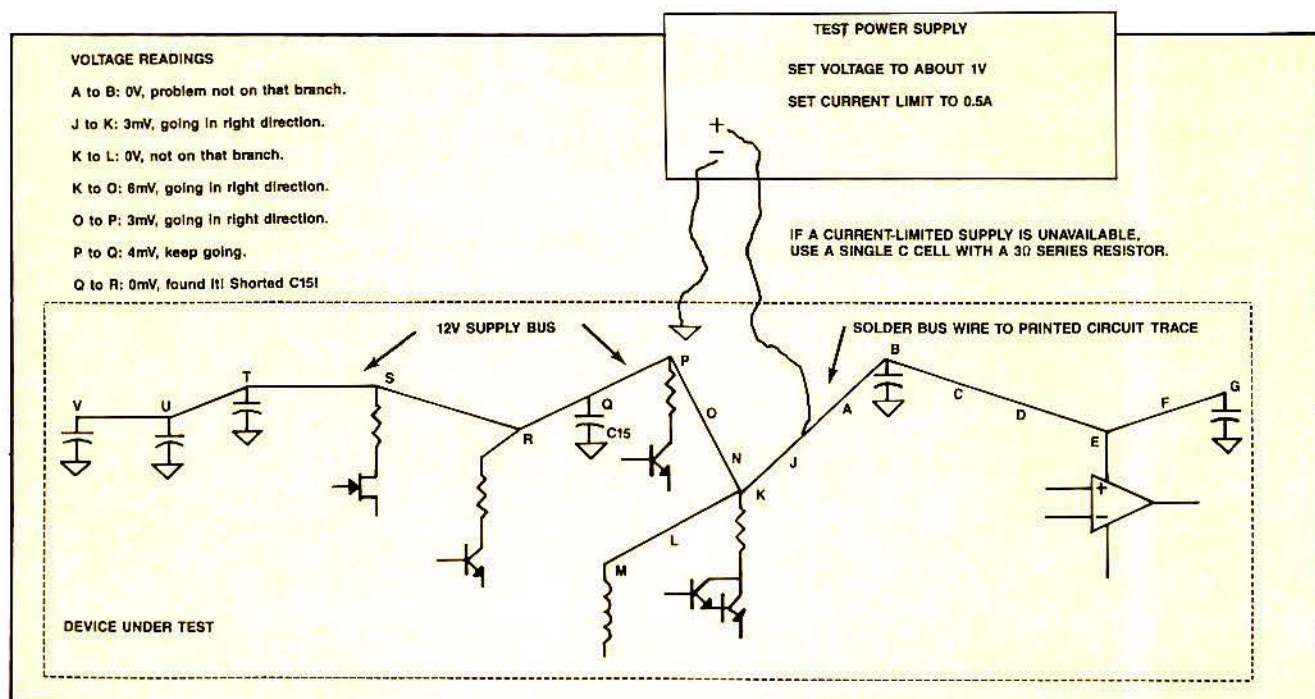 TEST POWER SUPPLY
SET VOLTAGE TO ABOUT 1V
SET CURRENT LIMIT TO 0.5A
+
−
VOLTAGE READINGS
A to B: 0V, problem not on that branch.
J to K: 3mV, going in right direction.
K to L: 0V, not on that branch.
K to O: 6mV, going in right direction.
O to P: 3mV, going in right direction.
P to Q: 4mV, keep going.
Q to R: 0mV, found it! Shorted C15!
IF A CURRENT-LIMITED SUPPLY IS UNAVAILABLE,
USE A SINGLE C CELL WITH A 3Ω SERIES RESISTOR.
12V SUPPLY BUS
SOLDER BUS WIRE TO PRINTED CIRCUIT TRACE
V
U
T
S
R
Q
C15
P
O
N
K
J
A
B
C
D
E
F
G
L
M
+
−
DEVICE UNDER TEST